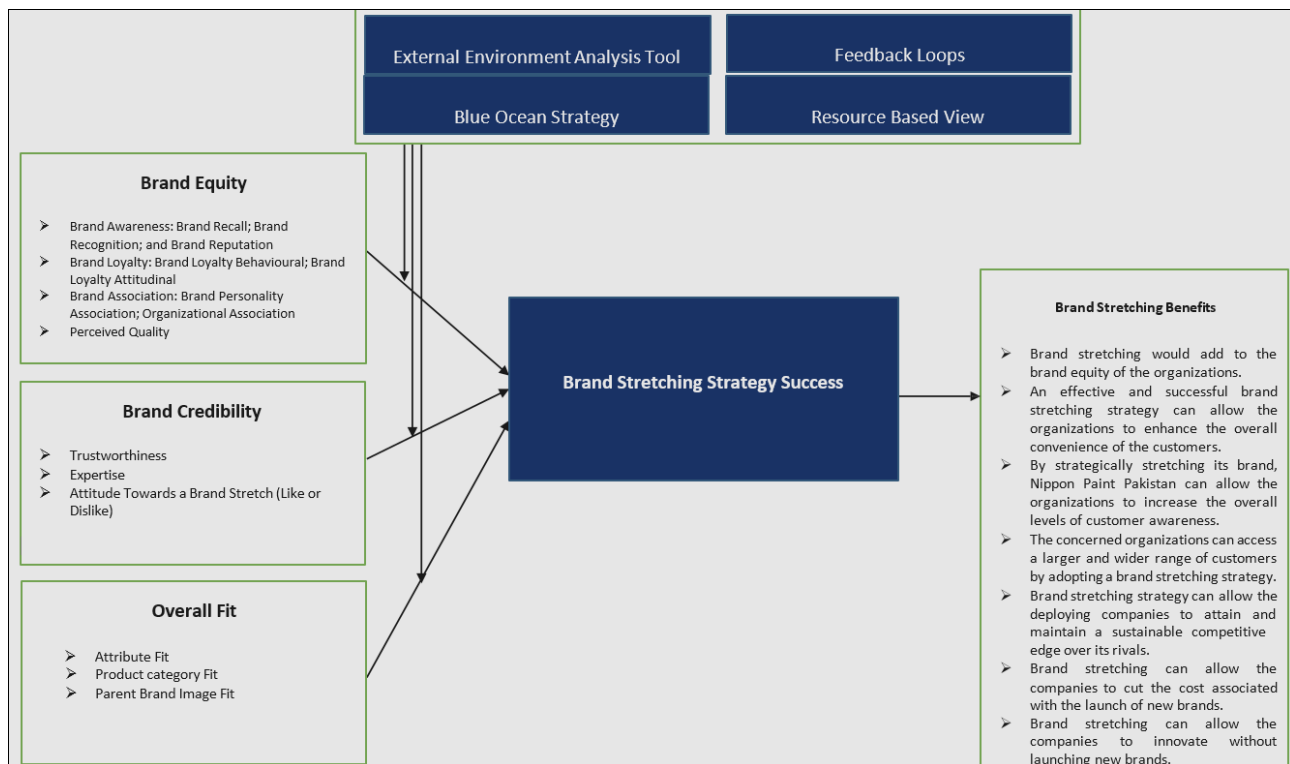 External Environment Analysis Tool
Feedback Loops
Blue Ocean Strategy
Resource Based View
Brand Equity
➢ Brand Awareness: Brand Recall; Brand
Recognition; and Brand Reputation
➢ Brand Loyalty: Brand Loyalty Behavioural; Brand
Loyalty Attitudinal
➢ Brand Association: Brand Personality
Association; Organizational Association
➢ Perceived Quality
Brand Credibility
➢ Trustworthiness
➢ Expertise
➢ Attitude Towards a Brand Stretch (Like or
Dislike)
Overall Fit
➢ Attribute Fit
➢ Product category Fit
➢ Parent Brand Image Fit
Brand Stretching Strategy Success
Brand Stretching Benefits
➢ Brand stretching would add to the
brand equity of the organizations.
➢ An effective and successful brand
stretching strategy can allow the
organizations to enhance the overall
convenience of the customers.
➢ By strategically stretching its brand,
Nippon Paint Pakistan can allow the
organizations to increase the overall
levels of customer awareness.
➢ The concerned organizations can access
a larger and wider range of customers
by adopting a brand stretching strategy.
➢ Brand stretching strategy can allow the
deploying companies to attain and
maintain a sustainable competitive
edge over its rivals.
➢ Brand stretching can allow the
companies to cut the cost associated
with the launch of new brands.
➢ Brand stretching can allow the
companies to innovate without
launching new brands.